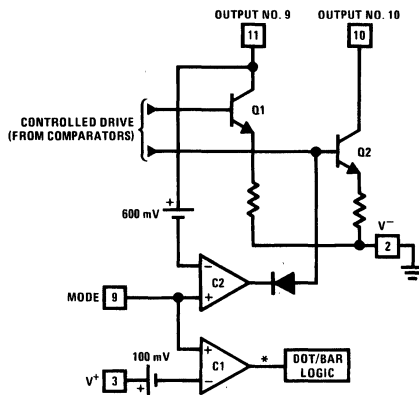 OUTPUT NO. 9
OUTPUT NO. 10
11
10
Q1
CONTROLLED DRIVE
(FROM COMPARATORS)
Q2
+
600 mV
V−
2
−
C2
MODE
9
+
100 mV
+
C1
*
DOT/BAR
LOGIC
V+
3
+
−